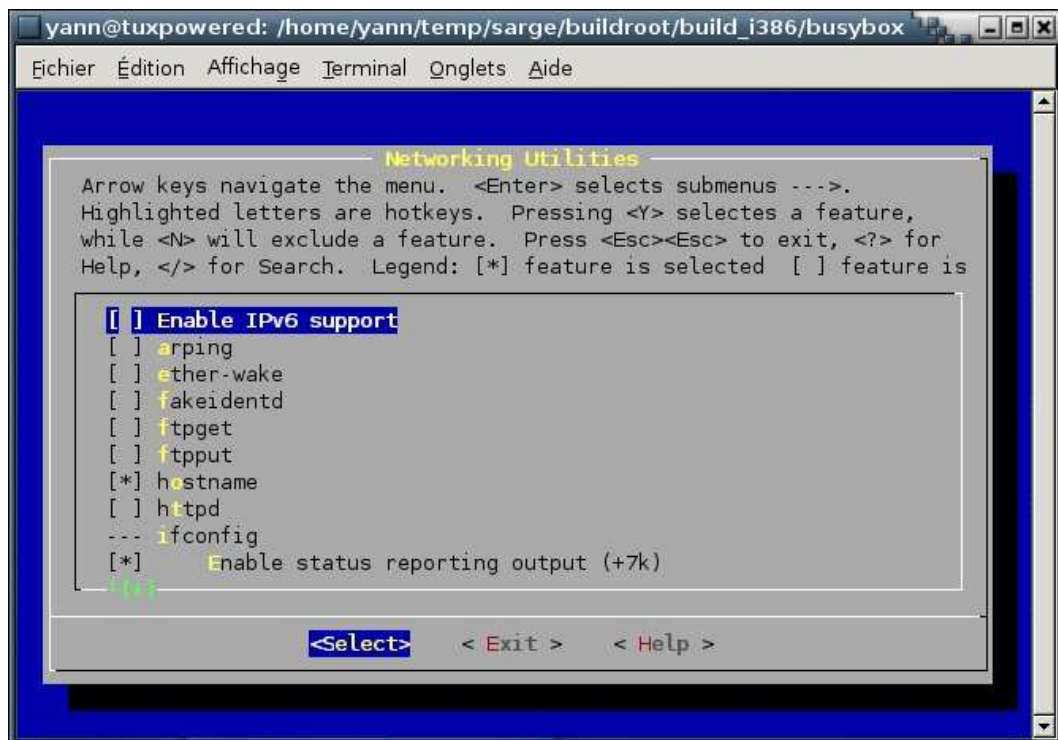 yann@tuxpowered: /home/yann/temp/sarge/buildroot/build_i386/busybox
Fichier Édition Affichage Terminal Onglets Aide
Networking Utilities
Arrow keys navigate the menu. <Enter> selects submenus --->.
Highlighted letters are hotkeys. Pressing <Y> selectes a feature,
while <N> will exclude a feature. Press <Esc><Esc> to exit, <?> for
Help, </> for Search. Legend: [*] feature is selected [ ] feature is
[ ] Enable IPv6 support
[ ] arping
[ ] ether-wake
[ ] fakeidentd
[ ] ftpget
[ ] ftpput
[*] hostname
[ ] httpd
--- ifconfig
[*] Enable status reporting output (+7k)
<Select> < Exit > < Help >